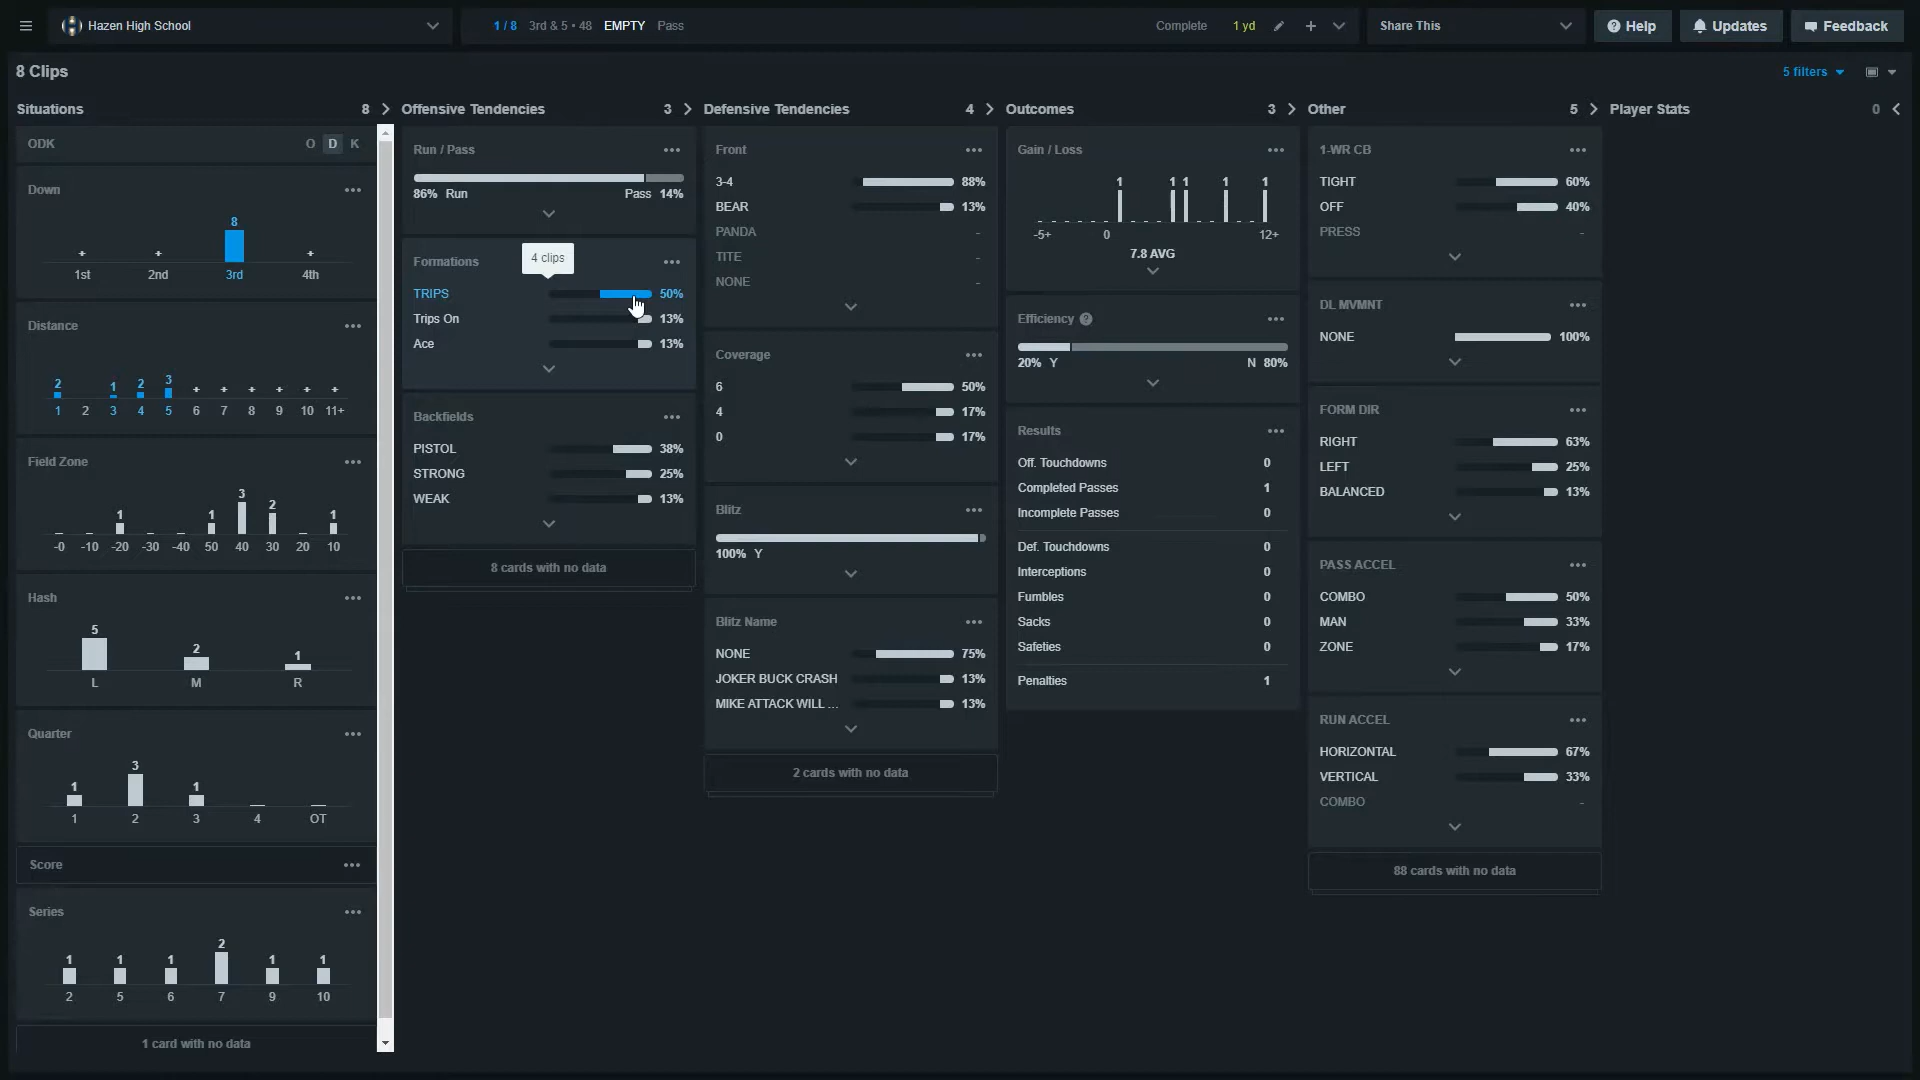 Hazen High School
1 / 8 3rd & 5 • 48 EMPTY Pass
Complete 1 yd
Share This
Help
Updates
Feedback
8 Clips
5 filters
Situations 8
Offensive Tendencies 3
Defensive Tendencies 4
Outcomes 3
Other 5
Player Stats 0
ODK O D K
Down
8
1st 2nd 3rd 4th
Distance
2 1 2 3
1 2 3 4 5 6 7 8 9 10 11+
Field Zone
1 1 3 2 1
-0 -10 -20 -30 -40 50 40 30 20 10
Hash
5 2 1
L M R
Quarter
1 3 1
1 2 3 4 OT
Score
Series
1 1 1 2 1 1
2 5 6 7 9 10
1 card with no data
Run / Pass
86% Run Pass 14%
Formations
4 clips
TRIPS 50%
Trips On 13%
Ace 13%
Backfields
PISTOL 38%
STRONG 25%
WEAK 13%
8 cards with no data
Front
3-4 88%
BEAR 13%
PANDA -
TITE -
NONE -
Coverage
6 50%
4 17%
0 17%
Blitz
100% Y
Blitz Name
NONE 75%
JOKER BUCK CRASH 13%
MIKE ATTACK WILL ... 13%
2 cards with no data
Gain / Loss
1 1 1 1 1
-5+ 0 12+
7.8 AVG
Efficiency ?
20% Y N 80%
Results
Off. Touchdowns 0
Completed Passes 1
Incomplete Passes 0
Def. Touchdowns 0
Interceptions 0
Fumbles 0
Sacks 0
Safeties 0
Penalties 1
1-WR CB
TIGHT 60%
OFF 40%
PRESS -
DL MVMNT
NONE 100%
FORM DIR
RIGHT 63%
LEFT 25%
BALANCED 13%
PASS ACCEL
COMBO 50%
MAN 33%
ZONE 17%
RUN ACCEL
HORIZONTAL 67%
VERTICAL 33%
COMBO -
88 cards with no data